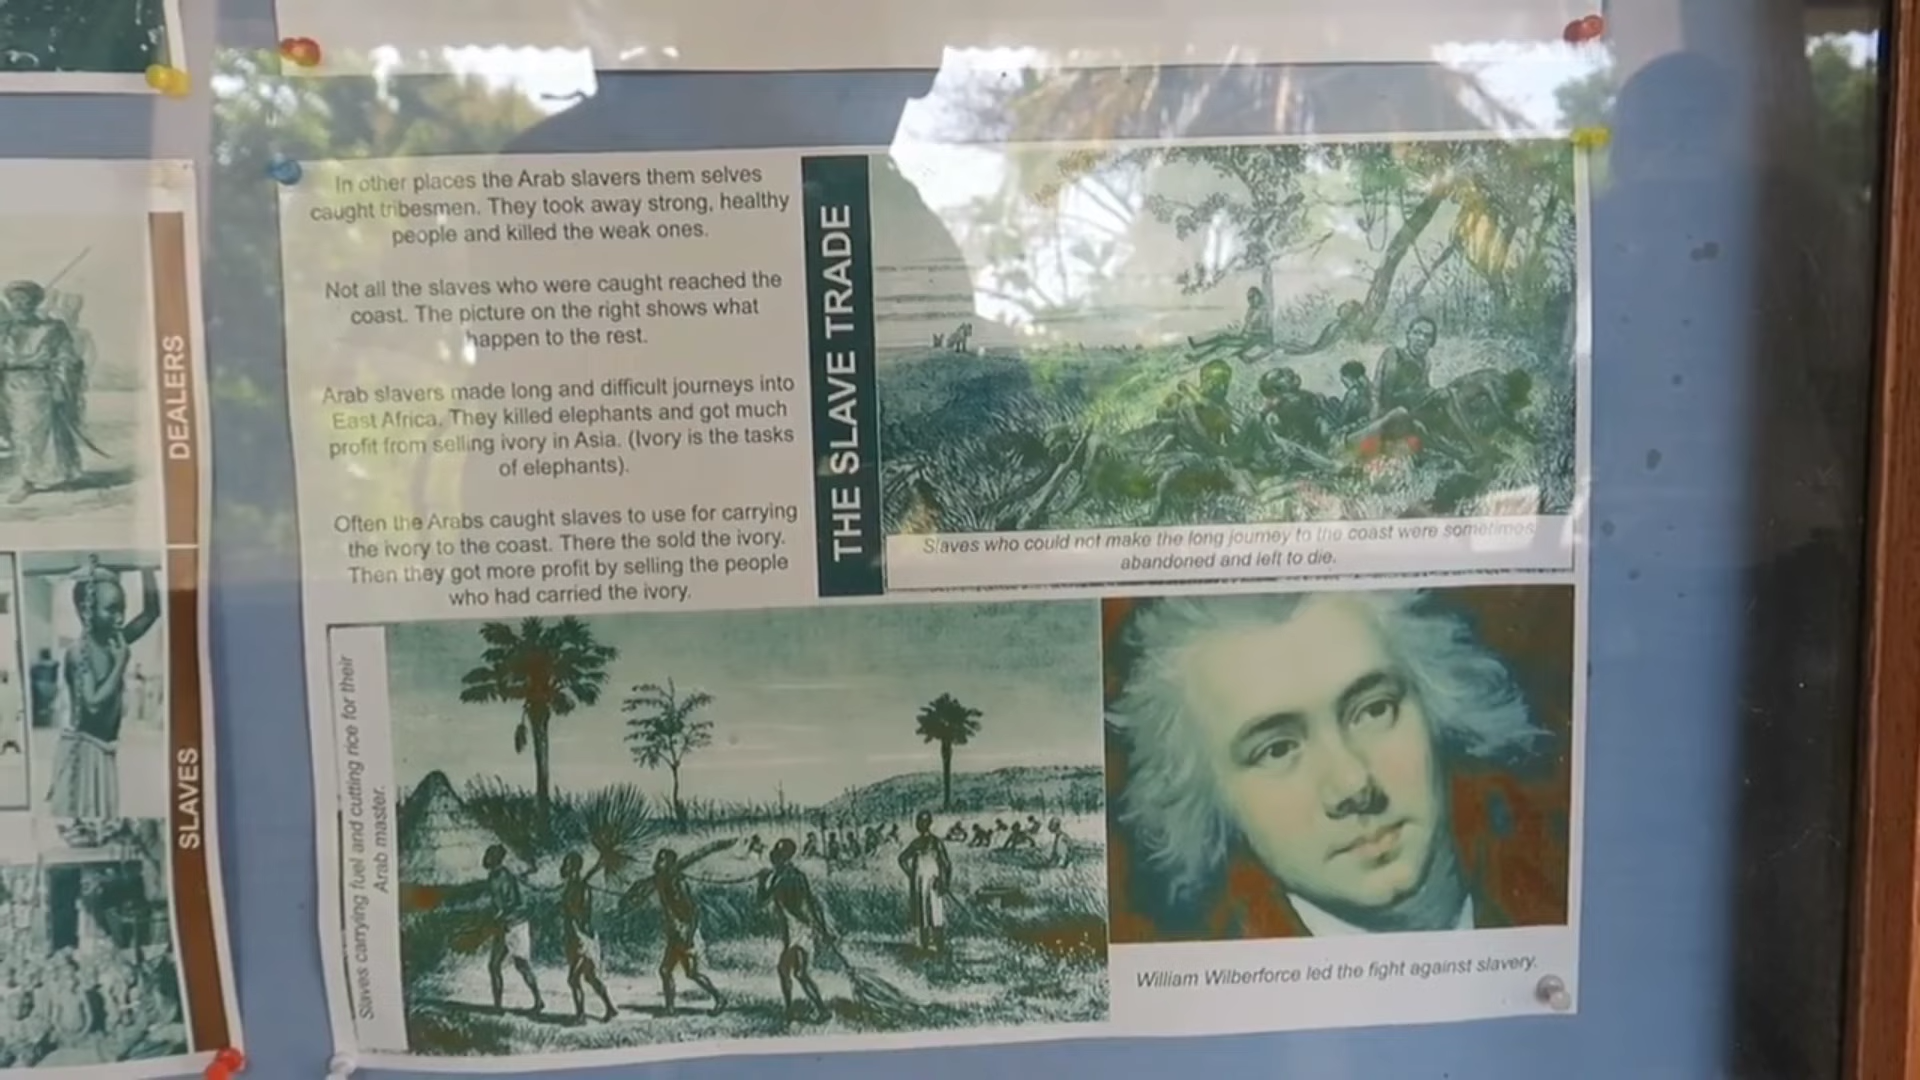 DEALERS
SLAVES
In other places the Arab slavers them selves
caught tribesmen. They took away strong, healthy
people and killed the weak ones.
Not all the slaves who were caught reached the
coast. The picture on the right shows what
happen to the rest.
Arab slavers made long and difficult journeys into
East Africa. They killed elephants and got much
profit from selling ivory in Asia. (Ivory is the tasks
of elephants).
Often the Arabs caught slaves to use for carrying
the ivory to the coast. There the sold the ivory.
Then they got more profit by selling the people
who had carried the ivory.
THE SLAVE TRADE
Slaves who could not make the long journey to the coast were sometimes
abandoned and left to die.
Slaves carrying fuel and cutting rice for their
Arab master.
William Wilberforce led the fight against slavery.